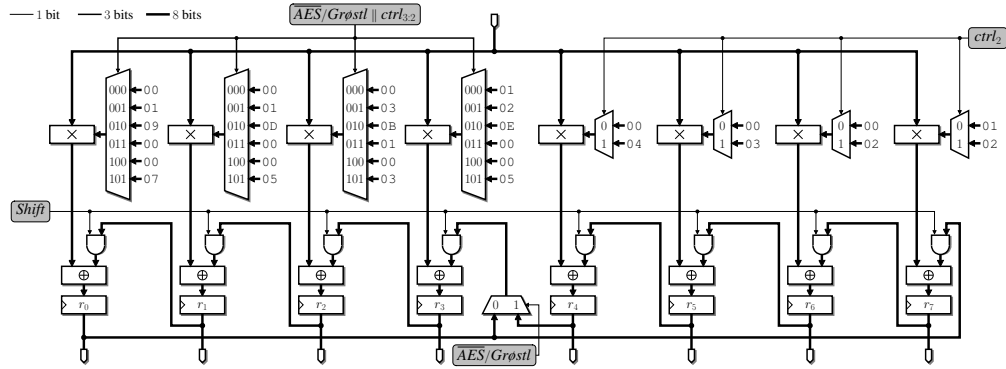 1 bit 3 bits 8 bits
AES/Grøstl || ctrl3:2
ctrl2
000 00 000 00 000 00 000 01
001 01 001 01 001 03 001 02
× 010 09 × 010 0D × 010 0B × 010 0E × 0 00 × 0 00 × 0 00 × 0 01
011 00 011 00 011 01 011 00 1 04 1 03 1 02 1 02
100 00 100 00 100 00 100 00
101 07 101 05 101 03 101 05
Shift
⊕ ⊕ ⊕ ⊕ ⊕ ⊕ ⊕ ⊕
r0 r1 r2 r3 0 1 r4 r5 r6 r7
AES/Grøstl